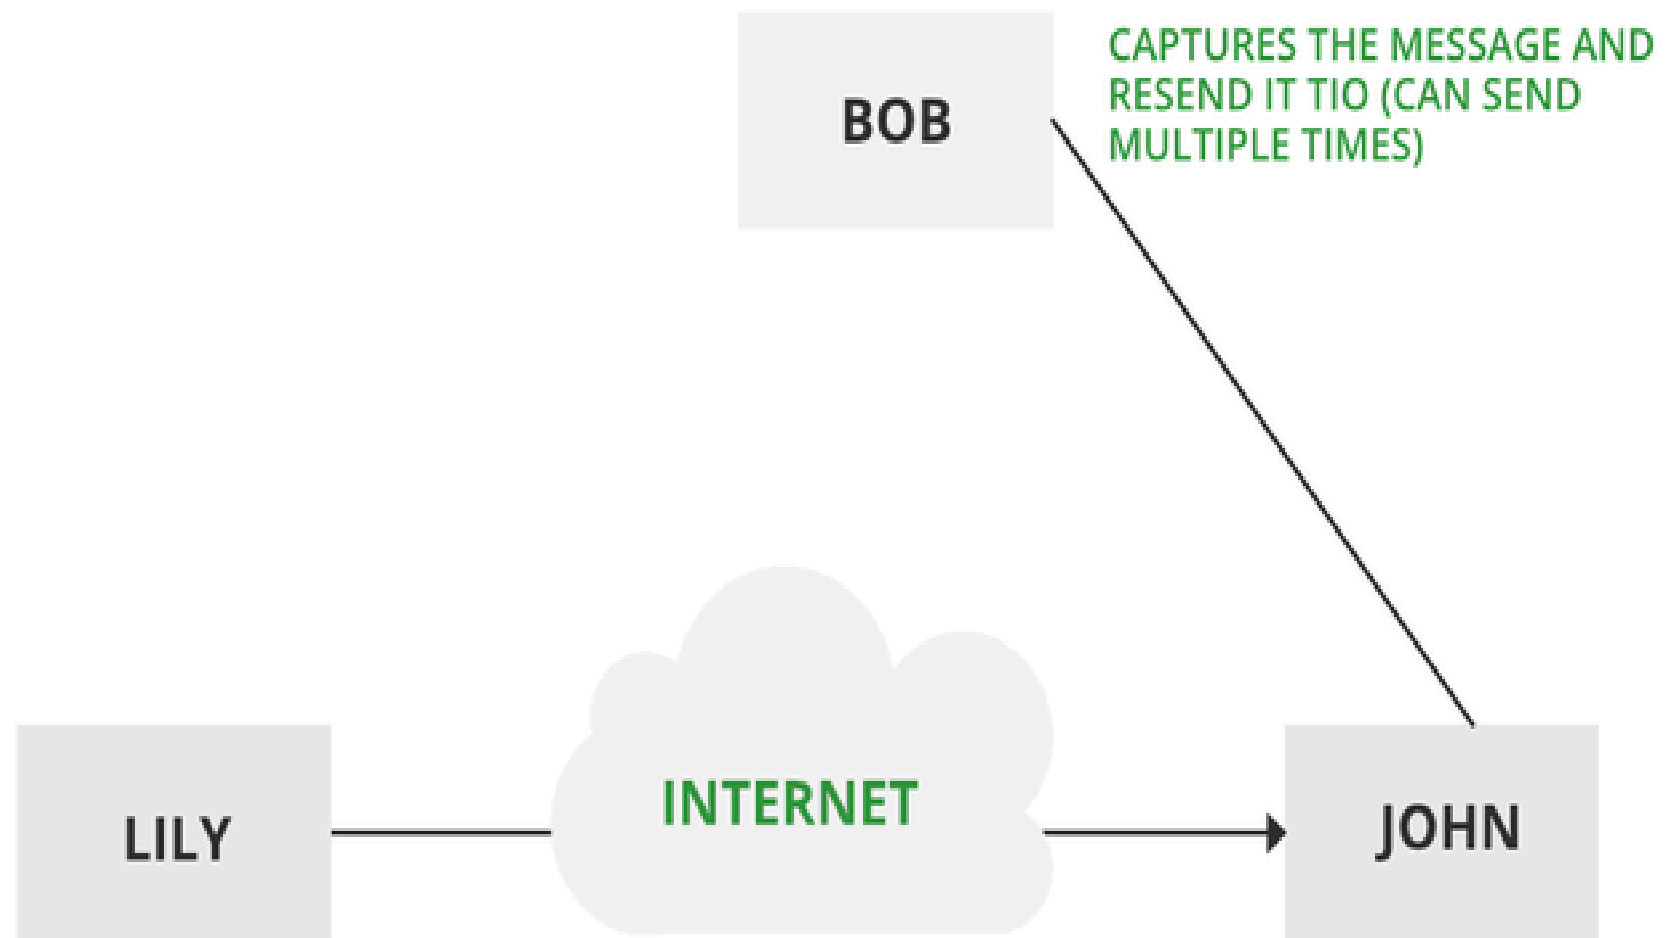 BOB
CAPTURES THE MESSAGE AND
RESEND IT TIO (CAN SEND
MULTIPLE TIMES)
LILY
INTERNET
JOHN